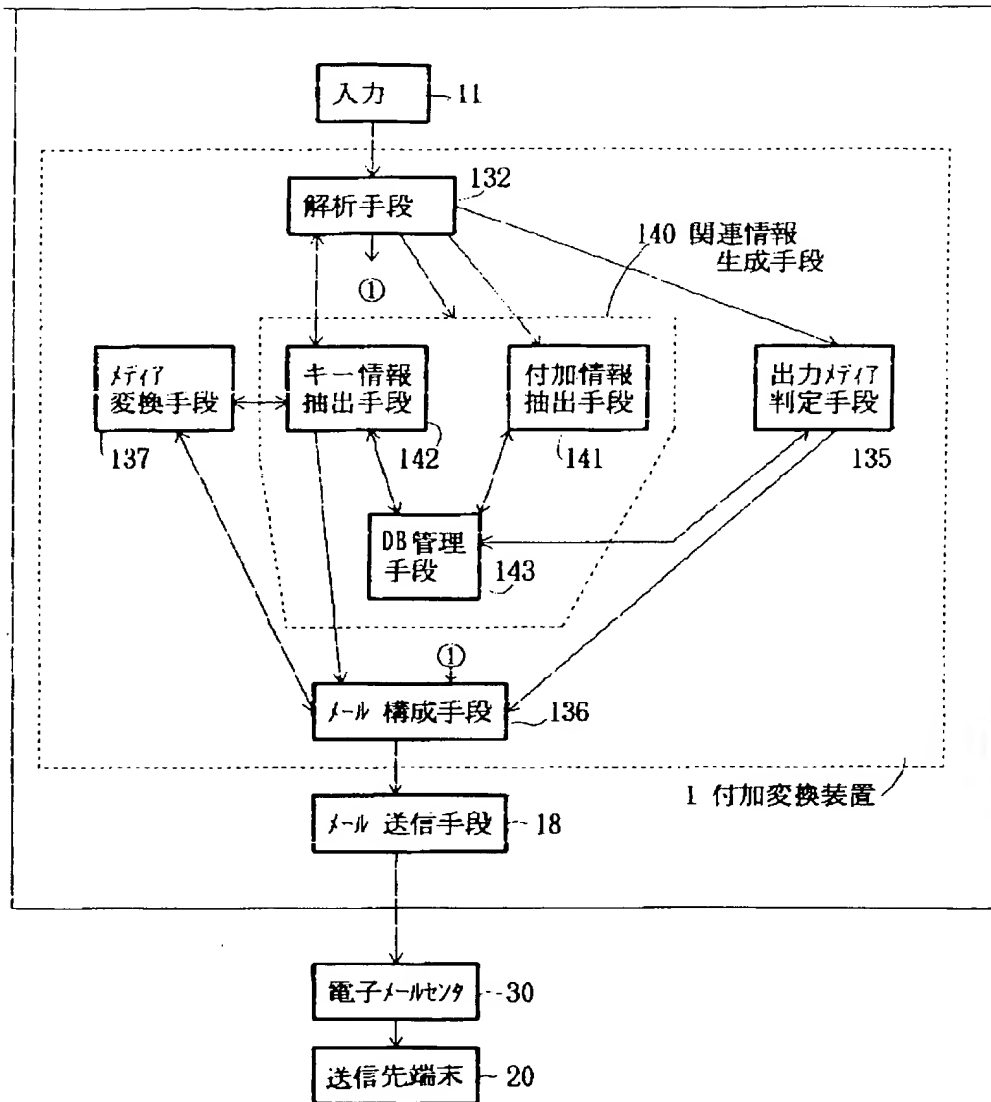 入力
11
解析手段
132
①
140 関連情報
生成手段
メディア
変換手段
137
キー情報
抽出手段
142
付加情報
抽出手段
141
出力メディア
判定手段
135
DB管理
手段
143
①
メール 構成手段
136
1 付加変換装置
メール 送信手段
18
電子メールセンタ
30
送信先端末
20